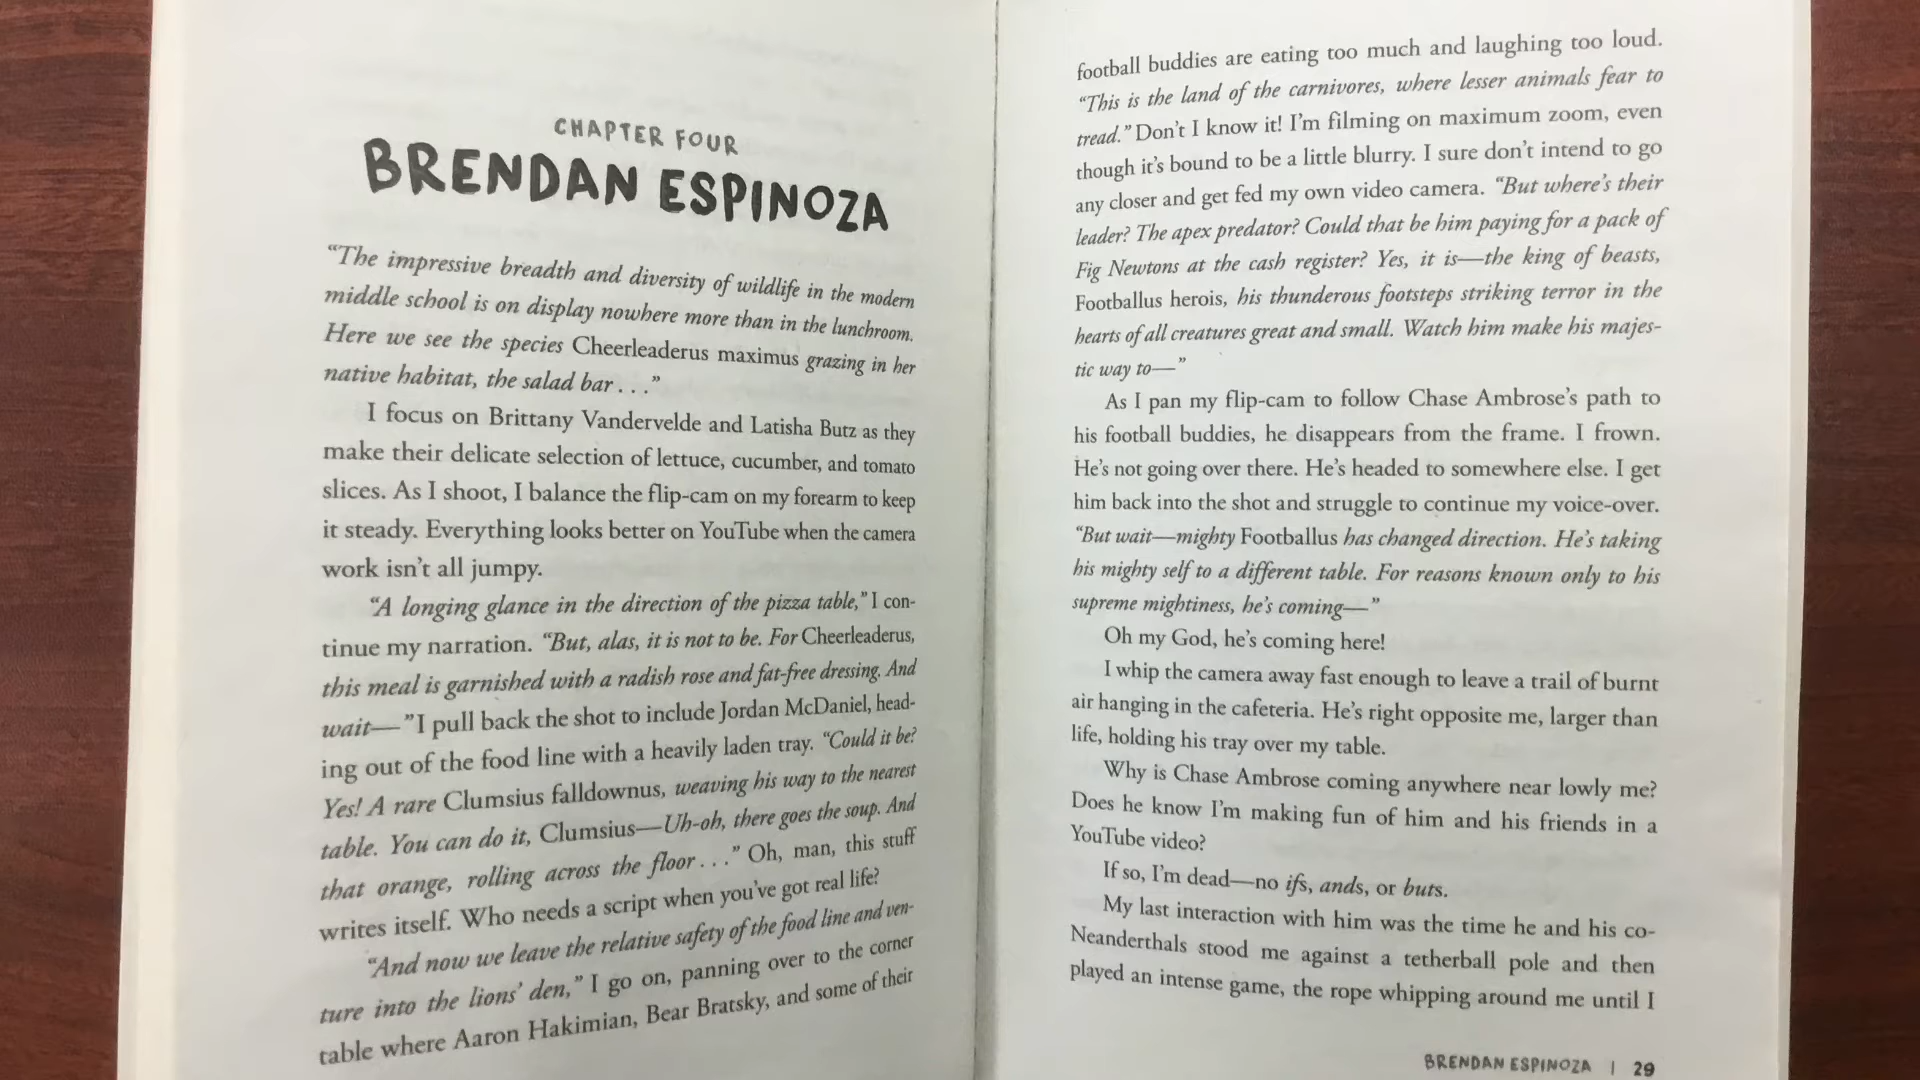 CHAPTER FOUR
BRENDAN ESPINOZA
“The impressive breadth and diversity of wildlife in the modern
middle school is on display nowhere more than in the lunchroom.
Here we see the species Cheerleaderus maximus grazing in her
native habitat, the salad bar . . .”
I focus on Brittany Vandervelde and Latisha Butz as they
make their delicate selection of lettuce, cucumber, and tomato
slices. As I shoot, I balance the flip-cam on my forearm to keep
it steady. Everything looks better on YouTube when the camera
work isn’t all jumpy.
“A longing glance in the direction of the pizza table,” I con-
tinue my narration. “But, alas, it is not to be. For Cheerleaderus,
this meal is garnished with a radish rose and fat-free dressing. And
wait—” I pull back the shot to include Jordan McDaniel, head-
ing out of the food line with a heavily laden tray. “Could it be?
Yes! A rare Clumsius falldownus, weaving his way to the nearest
table. You can do it, Clumsius—Uh-oh, there goes the soup. And
that orange, rolling across the floor . . .” Oh, man, this stuff
writes itself. Who needs a script when you’ve got real life?
“And now we leave the relative safety of the food line and ven-
ture into the lions’ den,” I go on, panning over to the corner
table where Aaron Hakimian, Bear Bratsky, and some of their
football buddies are eating too much and laughing too loud.
“This is the land of the carnivores, where lesser animals fear to
tread.” Don’t I know it! I’m filming on maximum zoom, even
though it’s bound to be a little blurry. I sure don’t intend to go
any closer and get fed my own video camera. “But where’s their
leader? The apex predator? Could that be him paying for a pack of
Fig Newtons at the cash register? Yes, it is—the king of beasts,
Footballus herois, his thunderous footsteps striking terror in the
hearts of all creatures great and small. Watch him make his majes-
tic way to—”
As I pan my flip-cam to follow Chase Ambrose’s path to
his football buddies, he disappears from the frame. I frown.
He’s not going over there. He’s headed to somewhere else. I get
him back into the shot and struggle to continue my voice-over.
“But wait—mighty Footballus has changed direction. He’s taking
his mighty self to a different table. For reasons known only to his
supreme mightiness, he’s coming—”
Oh my God, he’s coming here!
I whip the camera away fast enough to leave a trail of burnt
air hanging in the cafeteria. He’s right opposite me, larger than
life, holding his tray over my table.
Why is Chase Ambrose coming anywhere near lowly me?
Does he know I’m making fun of him and his friends in a
YouTube video?
If so, I’m dead—no ifs, ands, or buts.
My last interaction with him was the time he and his co-
Neanderthals stood me against a tetherball pole and then
played an intense game, the rope whipping around me until I
BRENDAN ESPINOZA | 29